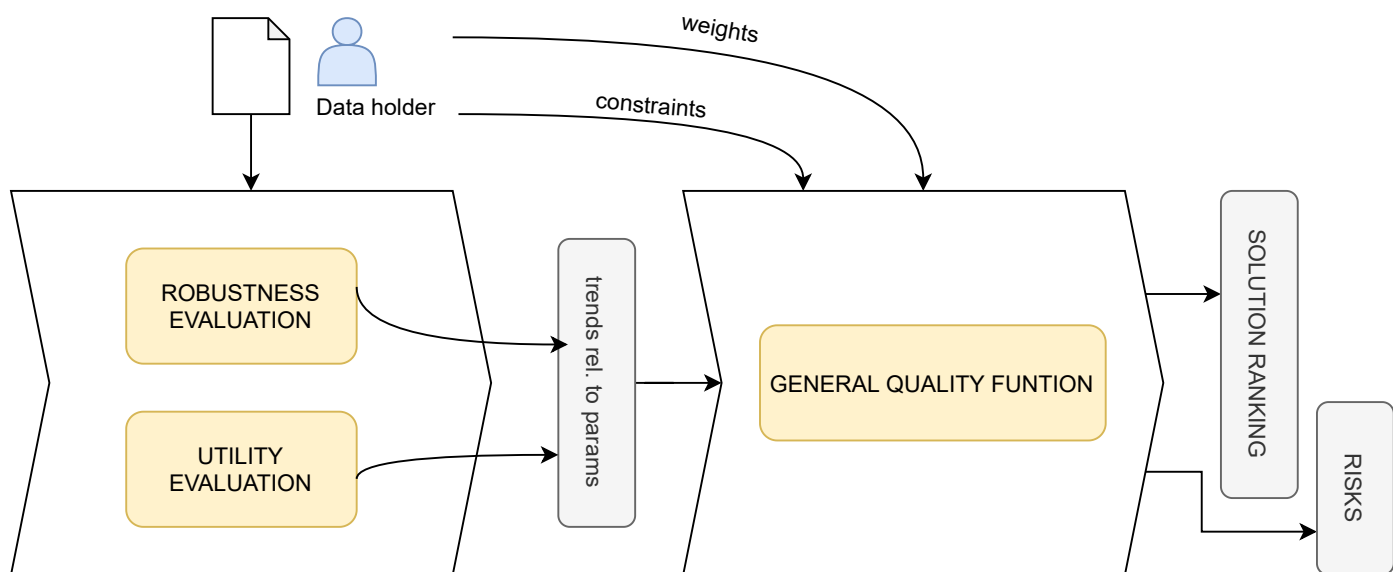 weights
constraints
Data holder
ROBUSTNESS
EVALUATION
UTILITY
EVALUATION
trends rel. to params
GENERAL QUALITY FUNTION
SOLUTION RANKING
RISKS